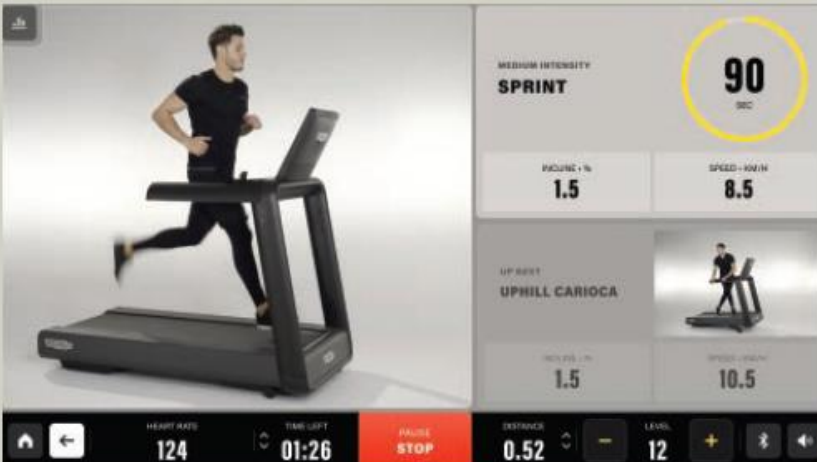 MEDIUM INTENSITY
SPRINT
90
SEC
INCLINE • %
1.5
SPEED • KM/H
8.5
UP NEXT
UPHILL CARIOCA
INCLINE • %
1.5
SPEED • KM/H
10.5
HEART RATE
124
TIME LEFT
01:26
PAUSE
STOP
DISTANCE
0.52
LEVEL
12